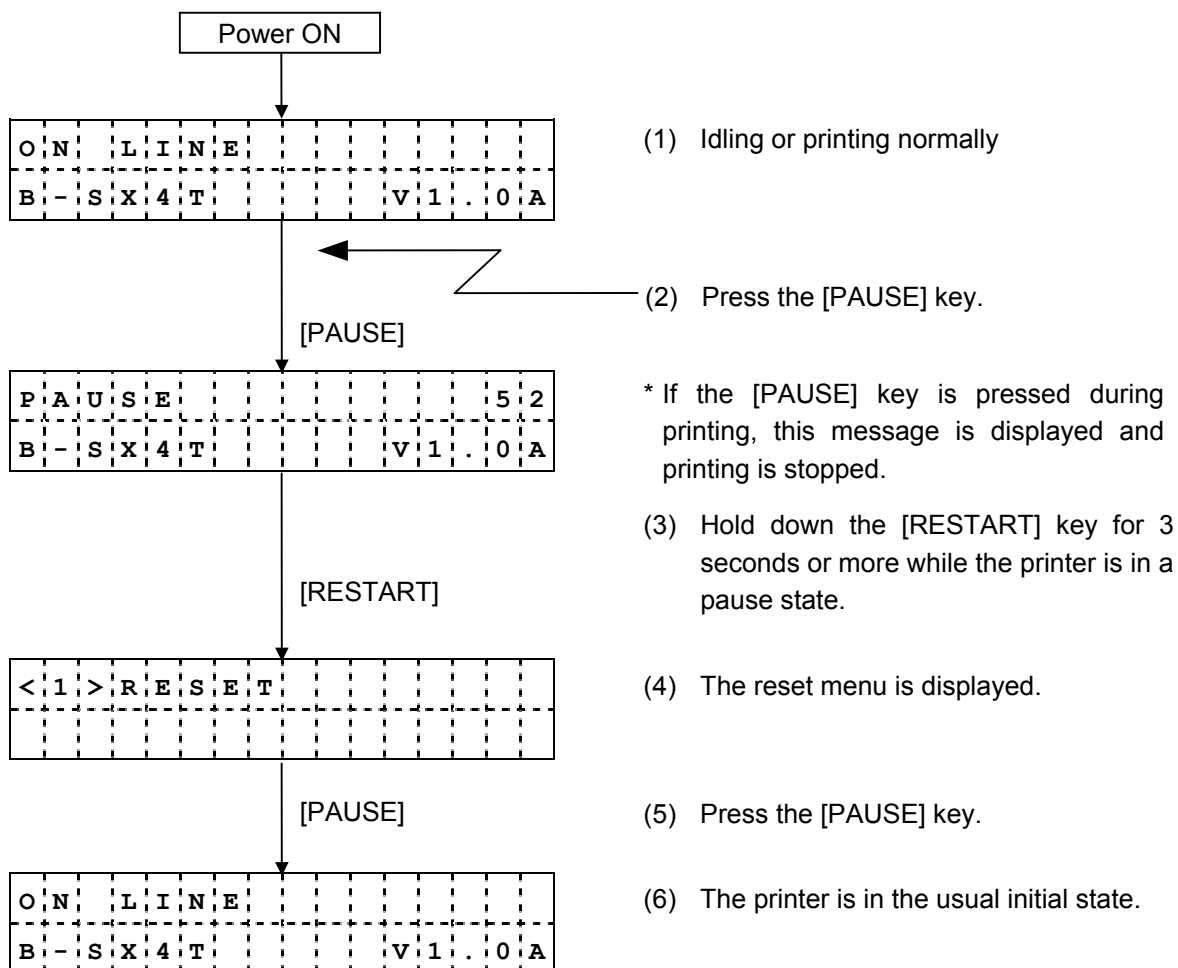 Power ON
ON LINE
B-SX4T V1.0A
(1) Idling or printing normally
(2) Press the [PAUSE] key.
[PAUSE]
PAUSE 52
B-SX4T V1.0A
* If the [PAUSE] key is pressed during
printing, this message is displayed and
printing is stopped.
(3) Hold down the [RESTART] key for 3
seconds or more while the printer is in a
pause state.
[RESTART]
<1>RESET
(4) The reset menu is displayed.
[PAUSE]
(5) Press the [PAUSE] key.
ON LINE
B-SX4T V1.0A
(6) The printer is in the usual initial state.